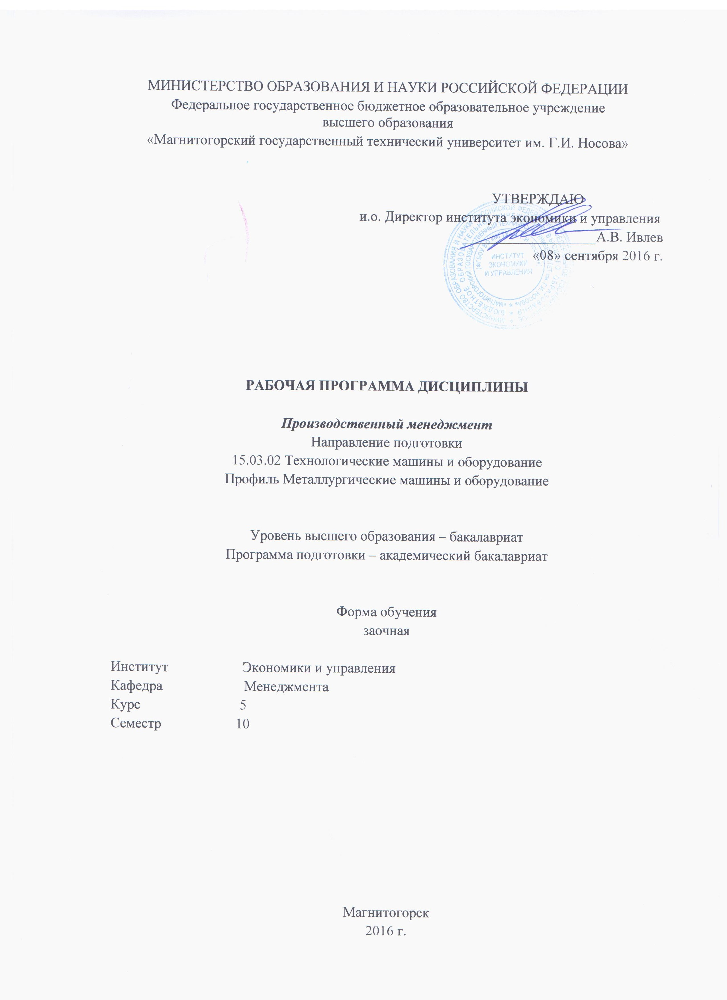 МИНИСТЕРСТВО ОБРАЗОВАНИЯ И НАУКИ РОССИЙСКОЙ ФЕДЕРАЦИИ
Федеральное государственное бюджетное образовательное учреждение
высшего образования
«Магнитогорский государственный технический университет им. Г.И. Носова»
УТВЕРЖДАЮ
и.о. Директор института экономики и управления
А.В. Ивлев
«08» сентября 2016 г.
ИНСТИТУТ
ЭКОНОМИКИ
И УПРАВЛЕНИЯ
РАБОЧАЯ ПРОГРАММА ДИСЦИПЛИНЫ
Производственный менеджмент
Направление подготовки
15.03.02 Технологические машины и оборудование
Профиль Металлургические машины и оборудование
Уровень высшего образования – бакалавриат
Программа подготовки – академический бакалавриат
Форма обучения
заочная
Институт Экономики и управления
Кафедра Менеджмента
Курс 5
Семестр 10
Магнитогорск
2016 г.